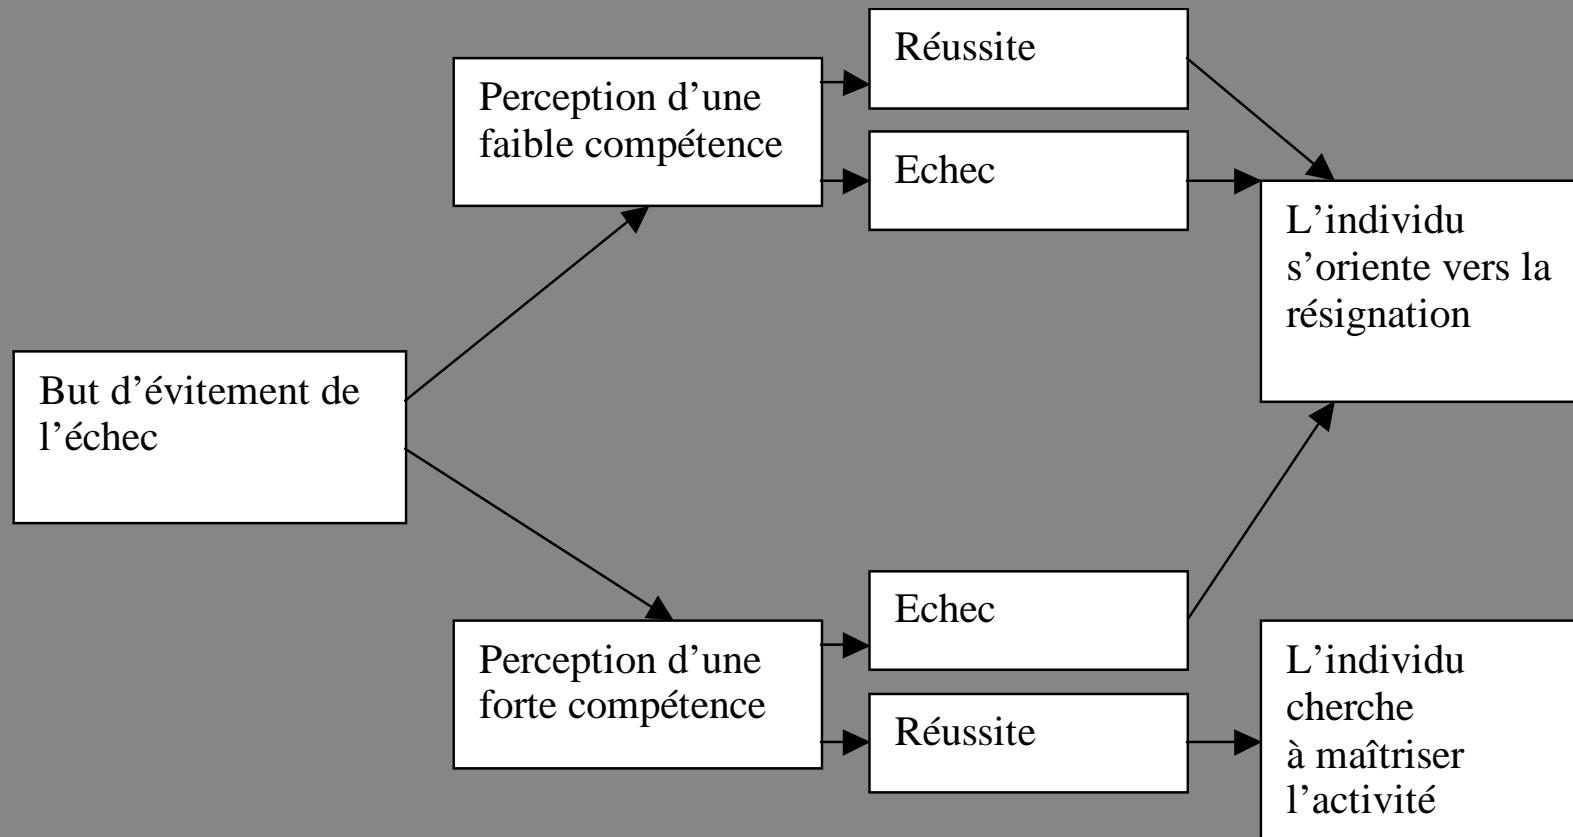 Réussite
Perception d’une
faible compétence
Echec
L’individu
s’oriente vers la
résignation
But d’évitement de
l’échec
Echec
Perception d’une
forte compétence
Réussite
L’individu
cherche
à maîtriser
l’activité